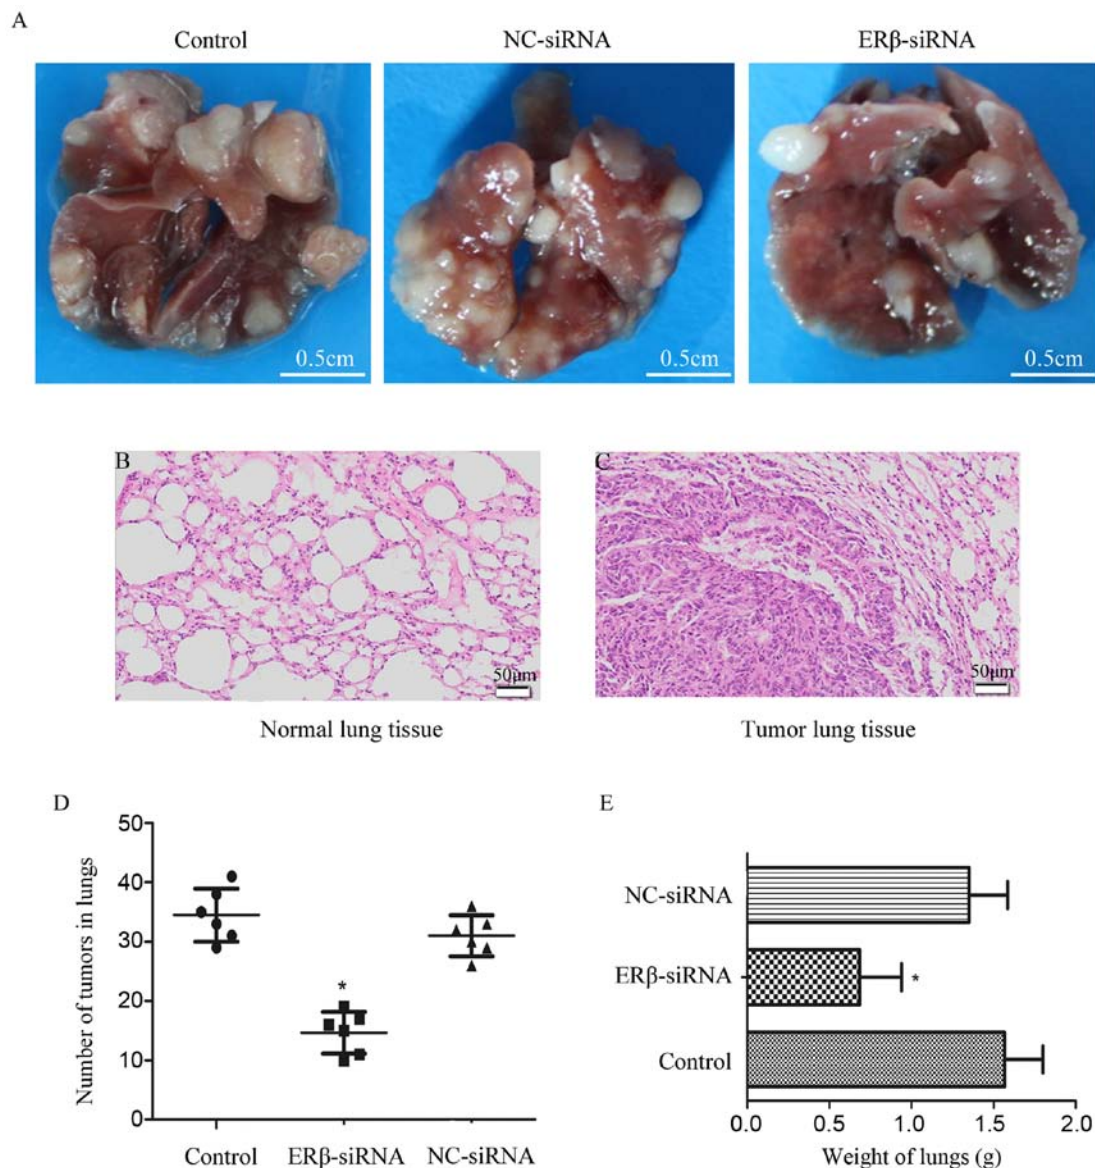 A
Control
NC-siRNA
ERβ-siRNA
0.5cm
0.5cm
0.5cm
B
C
50μm
50μm
Normal lung tissue
Tumor lung tissue
D
Number of tumors in lungs
50
40
30
20
10
0
*
Control
ERβ-siRNA
NC-siRNA
E
NC-siRNA
ERβ-siRNA
*
Control
0.0
0.5
1.0
1.5
2.0
Weight of lungs (g)